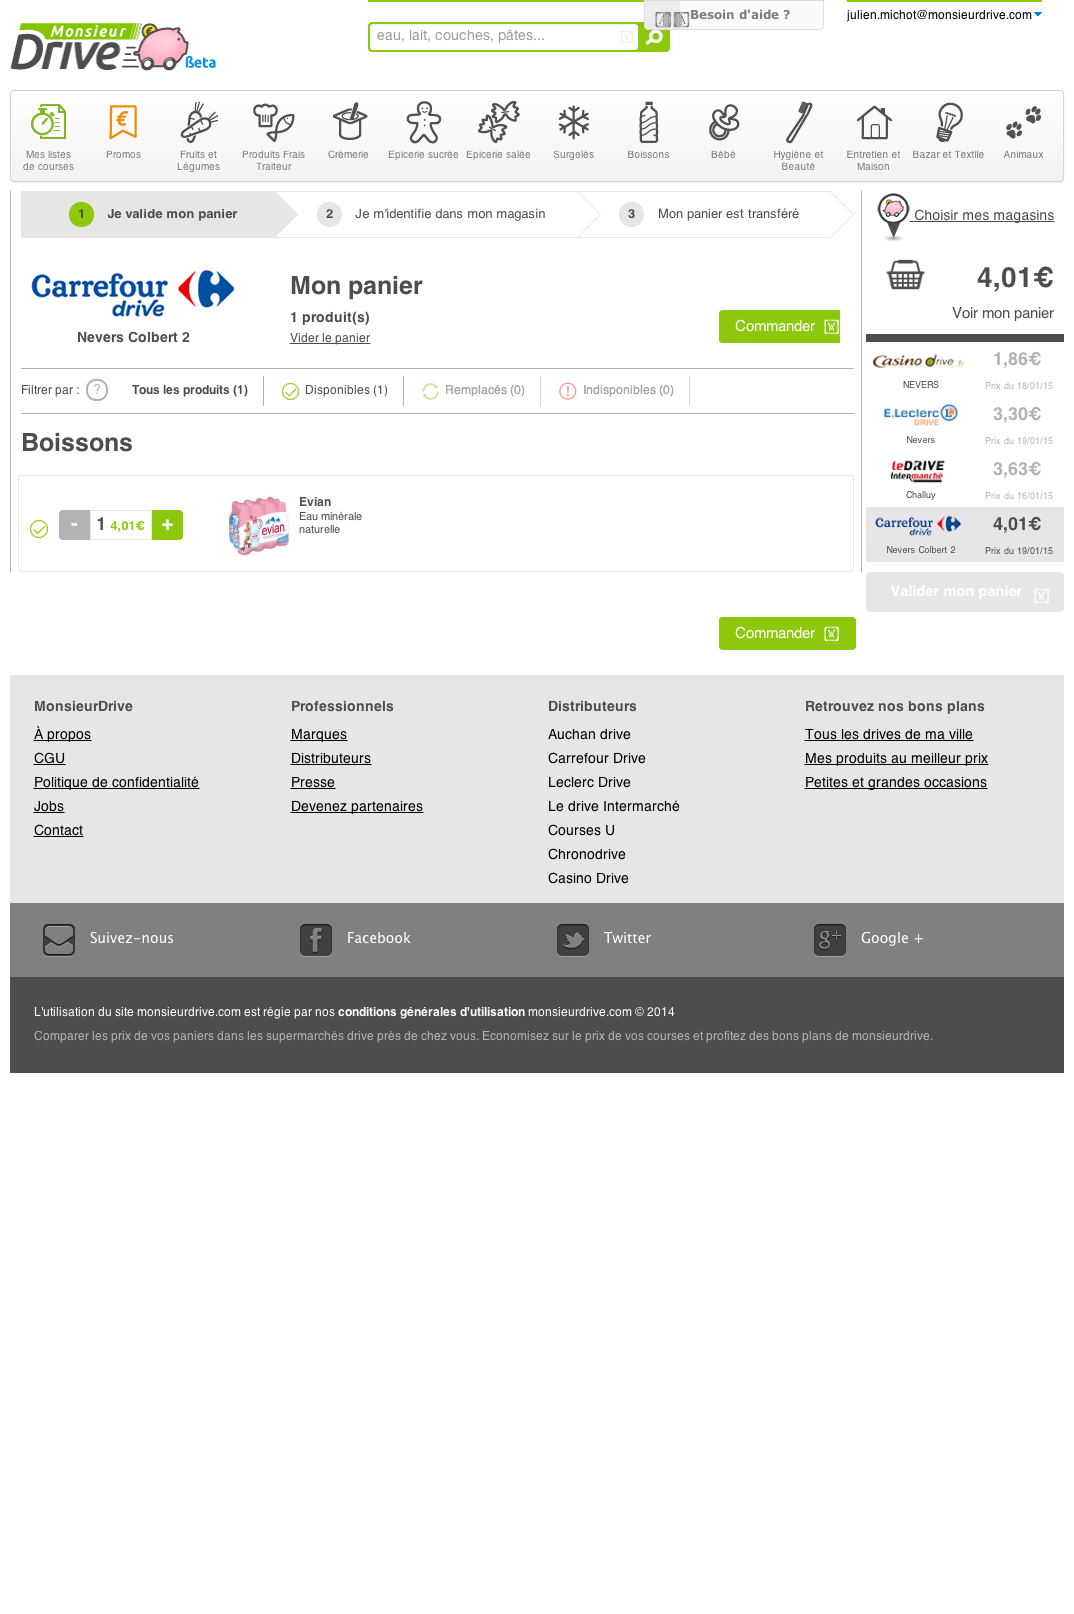 Monsieur
Drive
Beta
eau, lait, couches, pâtes...
Besoin d'aide ?
julien.michot@monsieurdrive.com
Mes listes
de courses
Promos
Fruits et
Légumes
Produits Frais
Traiteur
Crèmerie
Epicerie sucrée
Epicerie salée
Surgelés
Boissons
Bébé
Hygiène et
Beauté
Entretien et
Maison
Bazar et Textile
Animaux
1 Je valide mon panier
2 Je m'identifie dans mon magasin
3 Mon panier est transféré
Choisir mes magasins
Carrefour
drive
Nevers Colbert 2
Mon panier
1 produit(s)
Vider le panier
Commander
4,01€
Voir mon panier
Filtrer par : ? Tous les produits (1) Disponibles (1) Remplacés (0) Indisponibles (0)
Casino drive.fr
NEVERS
1,86€
Prix du 18/01/15
E.Leclerc
DRIVE
Nevers
3,30€
Prix du 19/01/15
leDRIVE
Intermarché
Challuy
3,63€
Prix du 16/01/15
Carrefour
drive
Nevers Colbert 2
4,01€
Prix du 19/01/15
Valider mon panier
Boissons
- 1 4,01€ +
evian
Evian
Eau minérale
naturelle
Commander
MonsieurDrive
À propos
CGU
Politique de confidentialité
Jobs
Contact
Professionnels
Marques
Distributeurs
Presse
Devenez partenaires
Distributeurs
Auchan drive
Carrefour Drive
Leclerc Drive
Le drive Intermarché
Courses U
Chronodrive
Casino Drive
Retrouvez nos bons plans
Tous les drives de ma ville
Mes produits au meilleur prix
Petites et grandes occasions
Suivez-nous
Facebook
Twitter
Google +
L'utilisation du site monsieurdrive.com est régie par nos conditions générales d'utilisation monsieurdrive.com © 2014
Comparer les prix de vos paniers dans les supermarchés drive près de chez vous. Economisez sur le prix de vos courses et profitez des bons plans de monsieurdrive.